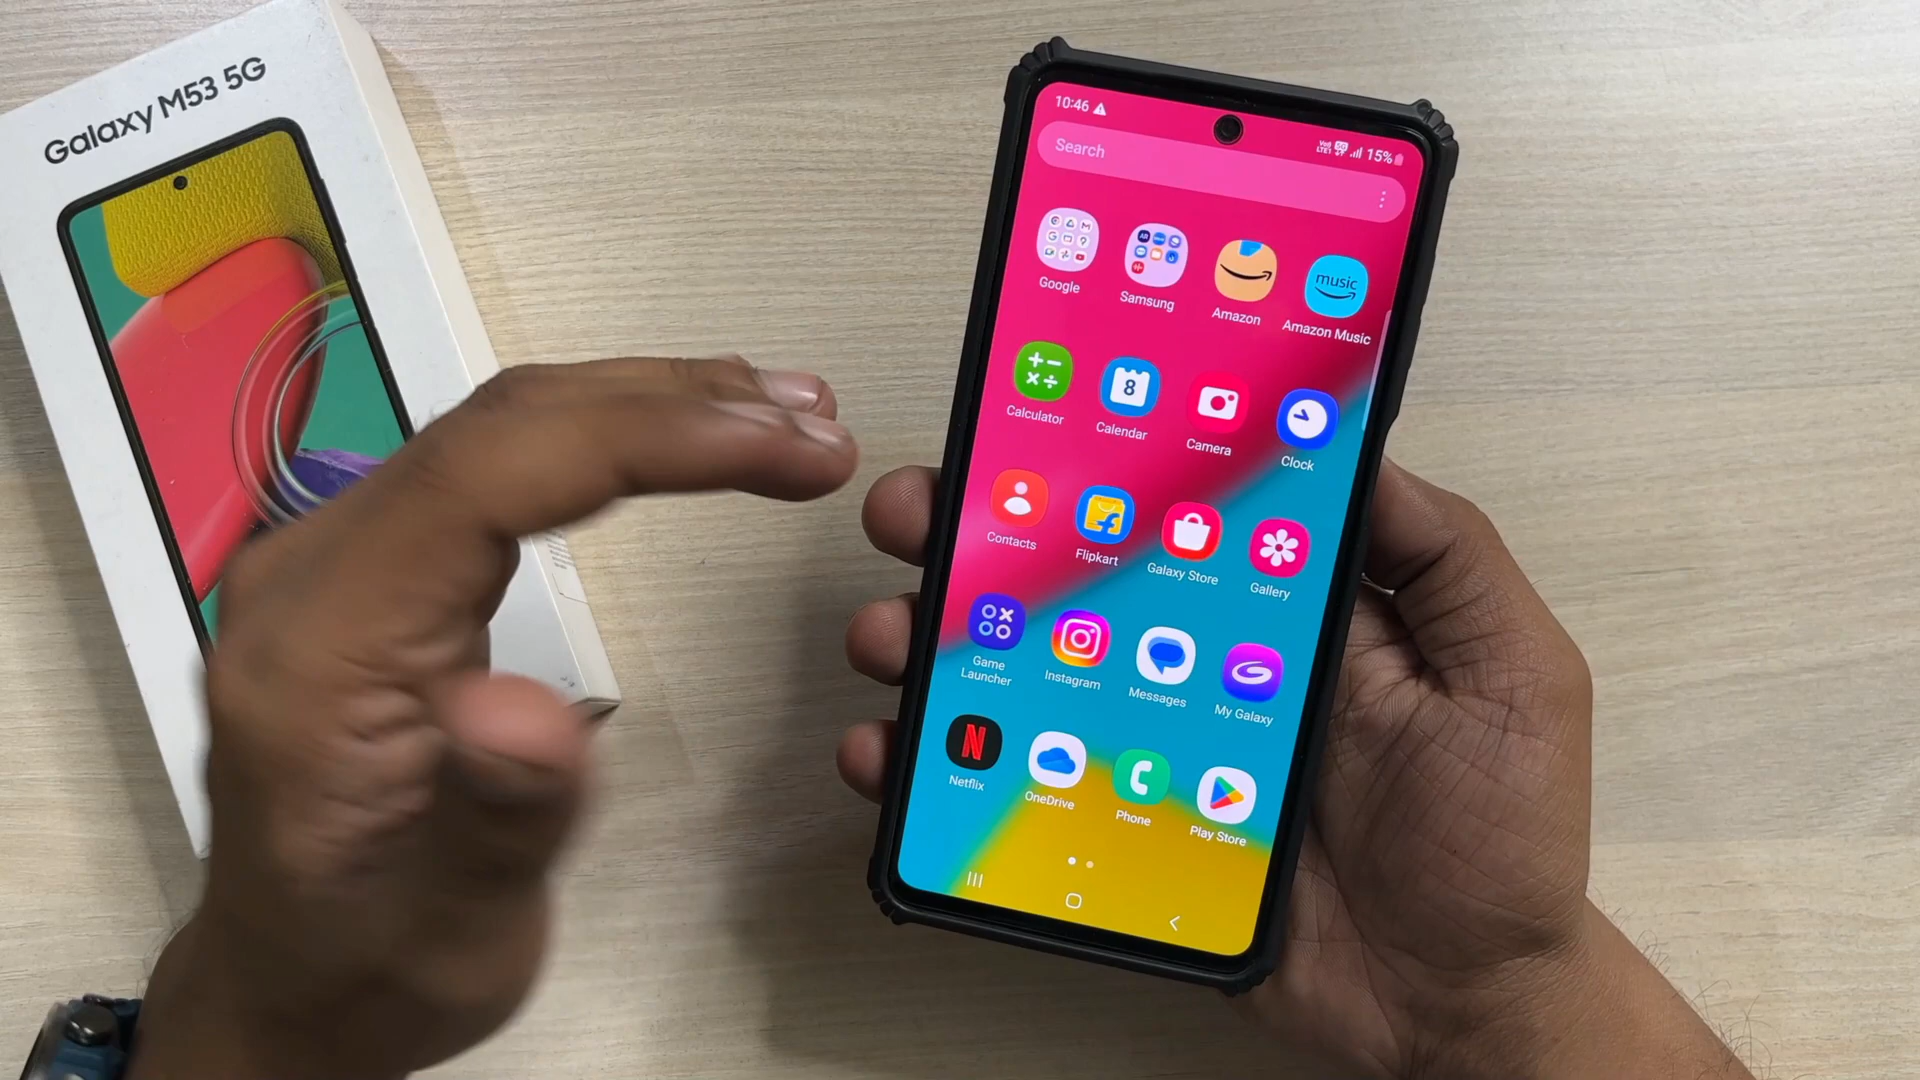 Galaxy M53 5G
10:46
15%
Search
Google
Samsung
Amazon
music
Amazon Music
8
Calculator
Calendar
Camera
Clock
Contacts
Flipkart
Galaxy Store
Gallery
Game
Launcher
Instagram
Messages
My Galaxy
N
Netflix
OneDrive
Phone
Play Store